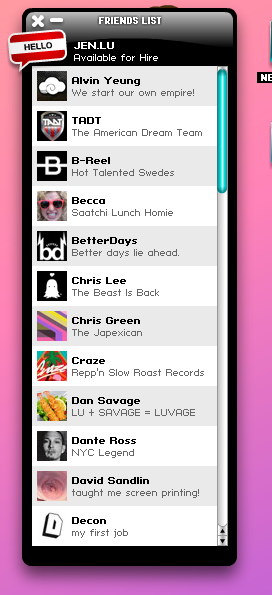 FRIENDS LIST
HELLO
JEN.LU
Available for Hire
Alvin Yeung
We start our own empire!
TADT
TADT
The American Dream Team
B
B-Reel
Hot Talented Swedes
Becca
Saatchi Lunch Homie
bd
BetterDays
Better days lie ahead.
Chris Lee
The Beast Is Back
Chris Green
The Japexican
Craze
Repp'n Slow Roast Records
Dan Savage
LU + SAVAGE = LUVAGE
Dante Ross
NYC Legend
David Sandlin
taught me screen printing!
D
Decon
my first job